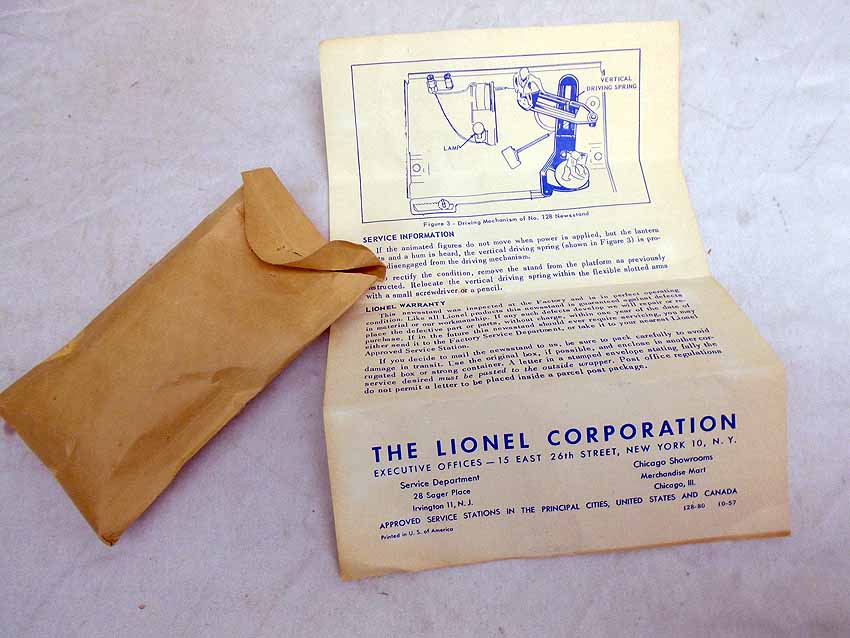 VERTICAL
DRIVING SPRING
LAMP
Figure 3 - Driving Mechanism of No. 128 Newsstand
SERVICE INFORMATION
If the animated figures do not move when power is applied, but the lantern
and a hum is heard, the vertical driving spring (shown in Figure 3) is pro-
disengaged from the driving mechanism.
rectify the condition, remove the stand from the platform as previously
structed. Relocate the vertical driving spring within the flexible slotted arms
with a small screwdriver or a pencil.
LIONEL WARRANTY
This newsstand was inspected at the Factory and is in perfect operating
condition. Like all Lionel products this newsstand is guaranteed against defects
in material or our workmanship. If any such defects develop, we will repair or re-
place the defective part or parts, without charge, within one year of the date of
purchase. If in the future this newsstand should ever require servicing, you may
either send it to the Factory Service Department, or take it to your nearest Lionel
Approved Service Station.
If you decide to mail the newsstand to us, be sure to pack carefully to avoid
damage in transit. Use the original box, if possible, and enclose in another cor-
rugated box or strong container. A letter in a stamped envelope stating fully the
service desired must be pasted to the outside wrapper. Post office regulations
do not permit a letter to be placed inside a parcel post package.
THE LIONEL CORPORATION
EXECUTIVE OFFICES — 15 EAST 26th STREET, NEW YORK 10, N. Y.
Service Department
28 Sager Place
Irvington 11, N. J.
Chicago Showrooms
Merchandise Mart
Chicago, Ill.
APPROVED SERVICE STATIONS IN THE PRINCIPAL CITIES, UNITED STATES AND CANADA
Printed in U. S. of America
128-80 10-57